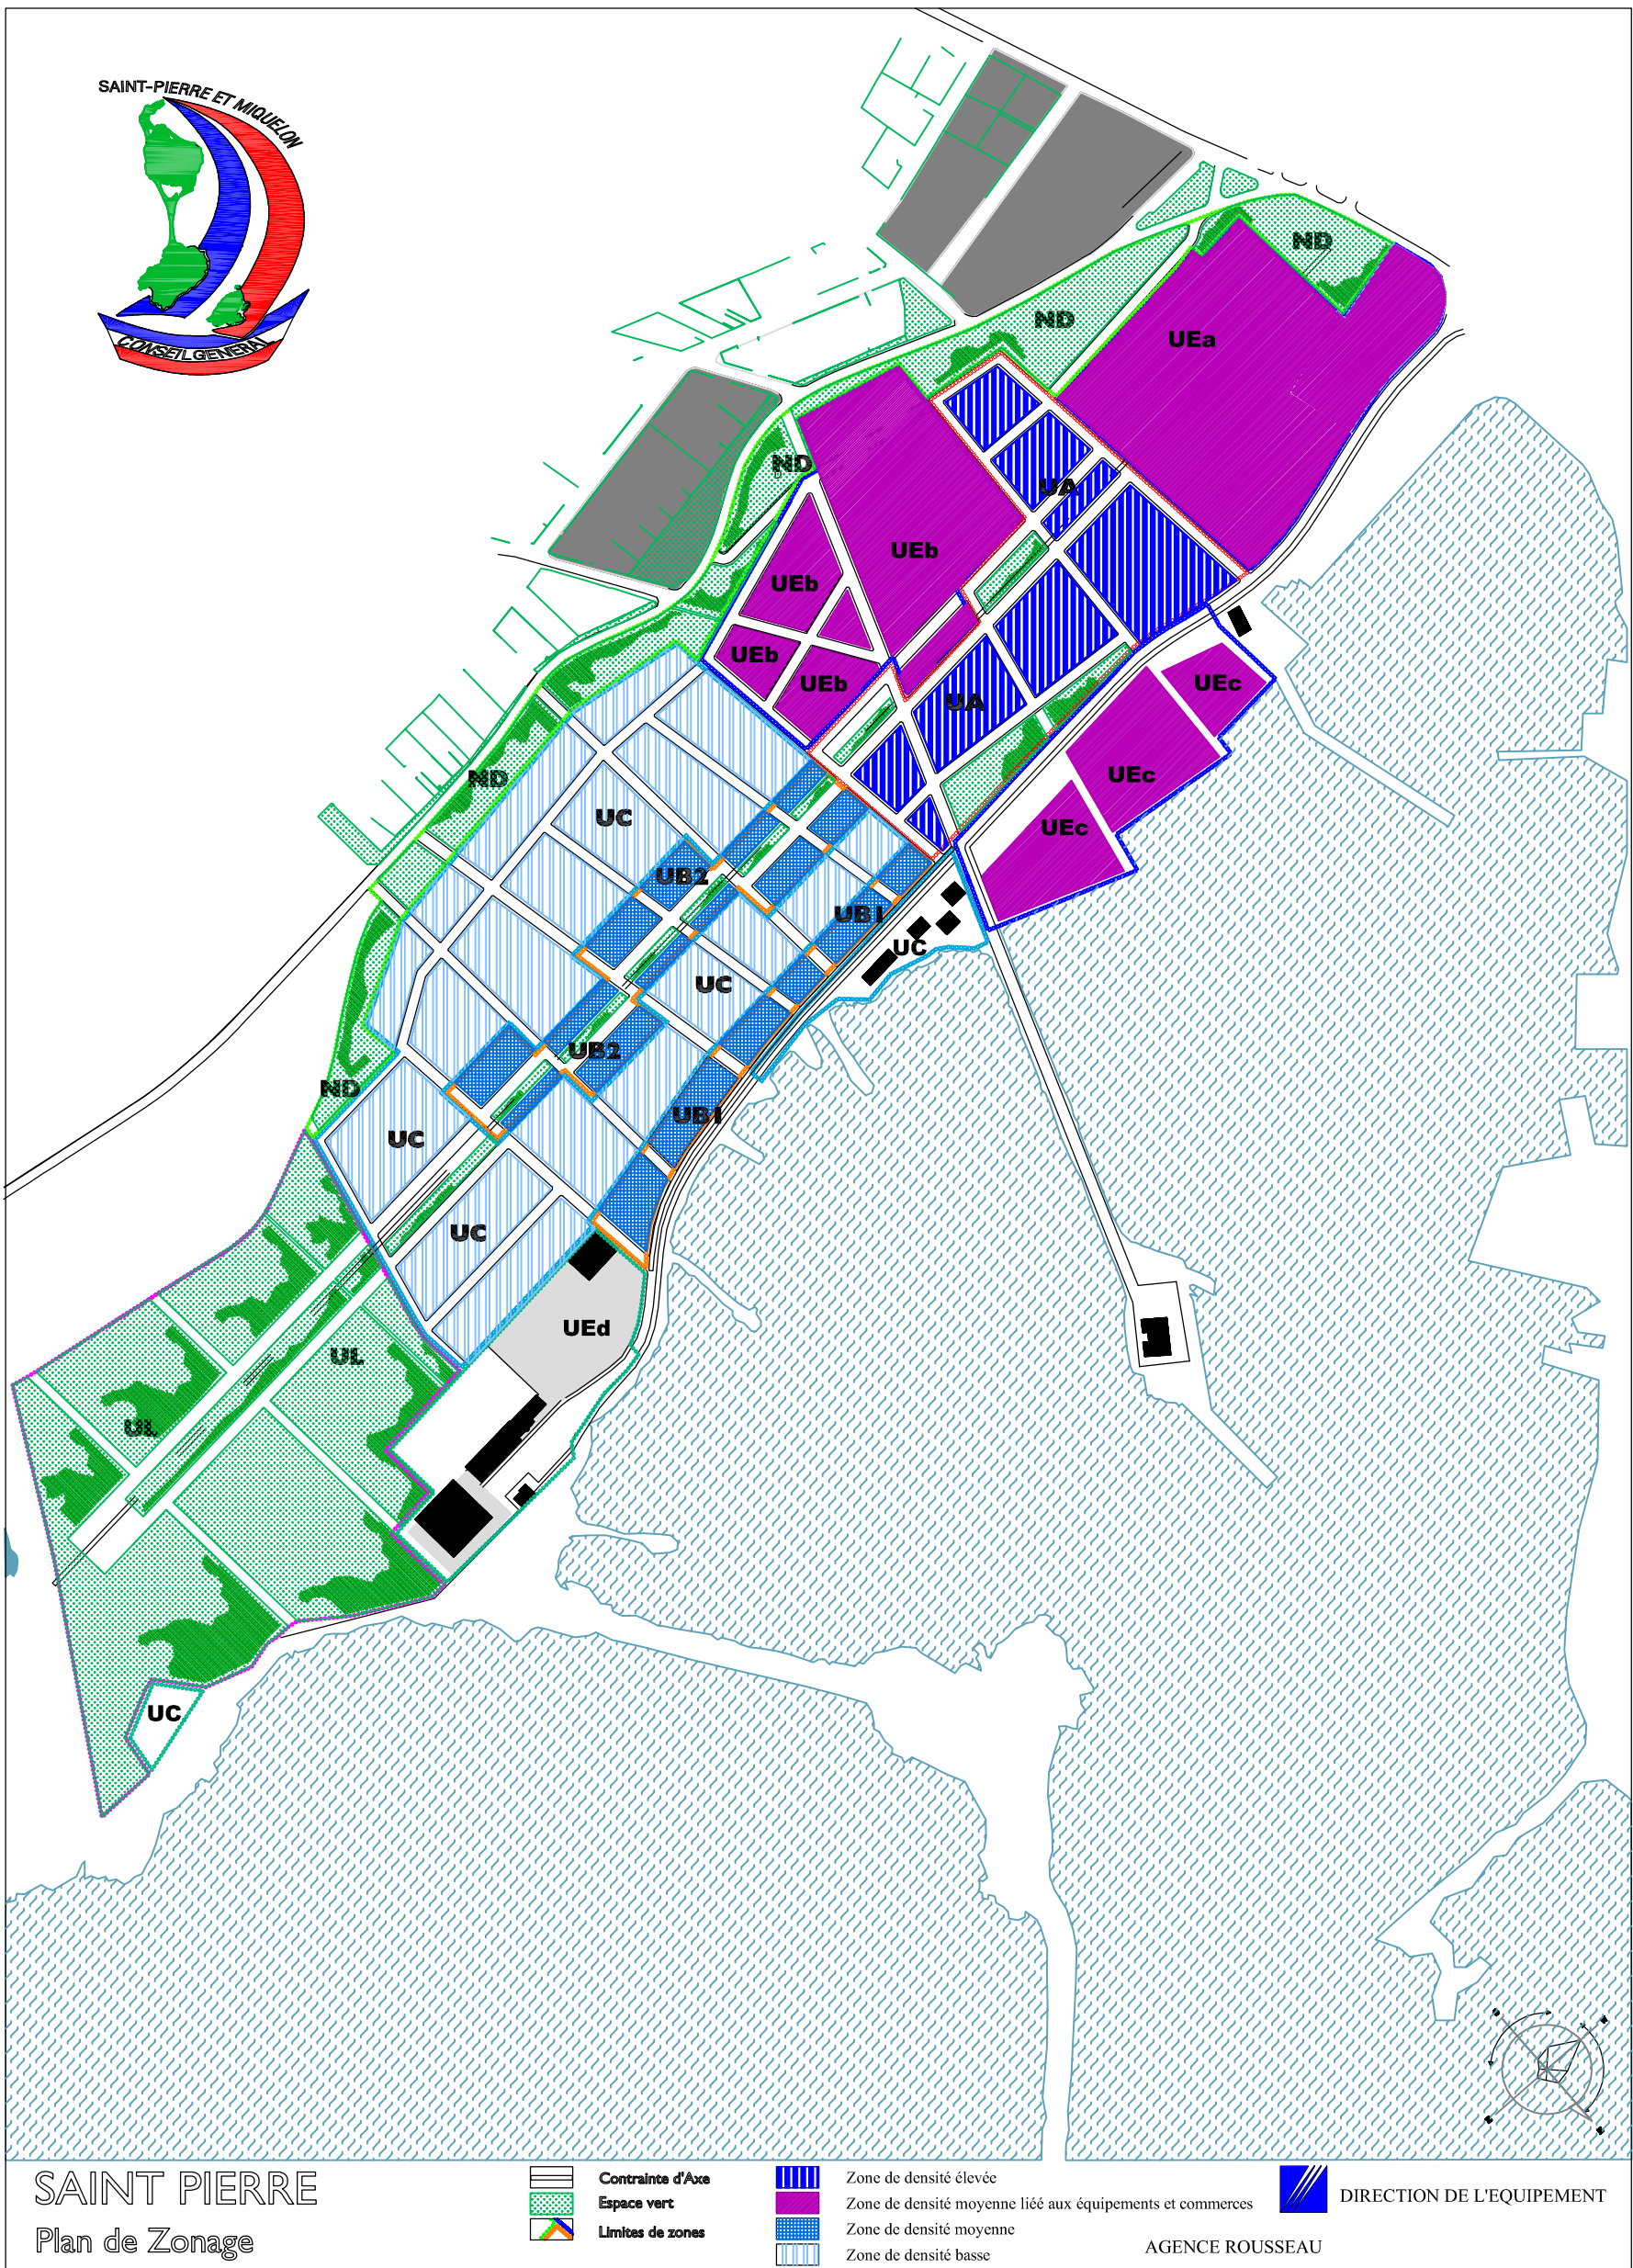 SAINT-PIERRE ET MIQUELON
CONSEIL GENERAL
ND
UEa
ND
ND
UA
UEb
UEb
UEb
UEb
UEc
UA
UEc
ND
UC
UEc
UB2
UB1
UC
UC
UB2
ND
UB1
UC
UC
UEd
UL
UL
UC
SAINT PIERRE
Plan de Zonage
Contrainte d'Axe
Espace vert
Limites de zones
Zone de densité élevée
Zone de densité moyenne liéé aux équipements et commerces
Zone de densité moyenne
Zone de densité basse
DIRECTION DE L'EQUIPEMENT
AGENCE ROUSSEAU